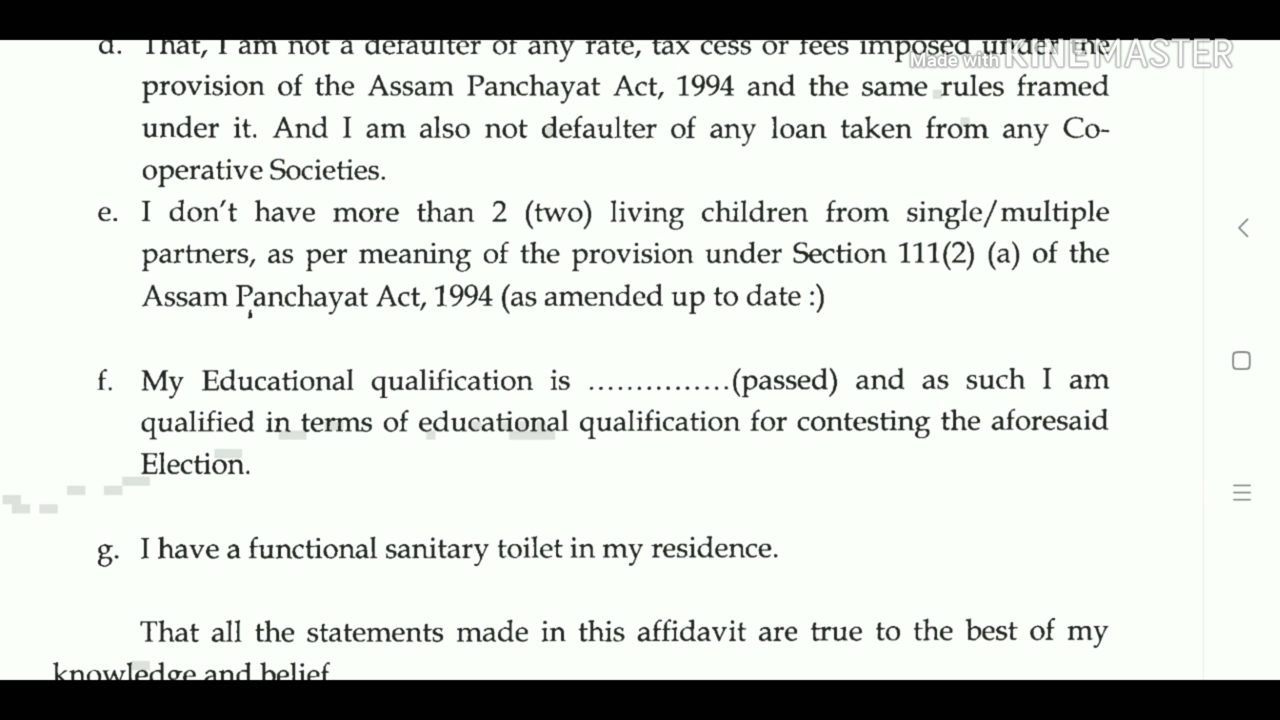 d. That, I am not a defaulter of any rate, tax cess or fees imposed under the
Made with KINEMASTER
provision of the Assam Panchayat Act, 1994 and the same rules framed
under it. And I am also not defaulter of any loan taken from any Co-
operative Societies.
e. I don't have more than 2 (two) living children from single/multiple
partners, as per meaning of the provision under Section 111(2) (a) of the
Assam Panchayat Act, 1994 (as amended up to date :)
f. My Educational qualification is ...............(passed) and as such I am
qualified in terms of educational qualification for contesting the aforesaid
Election.
g. I have a functional sanitary toilet in my residence.
That all the statements made in this affidavit are true to the best of my
knowledge and belief